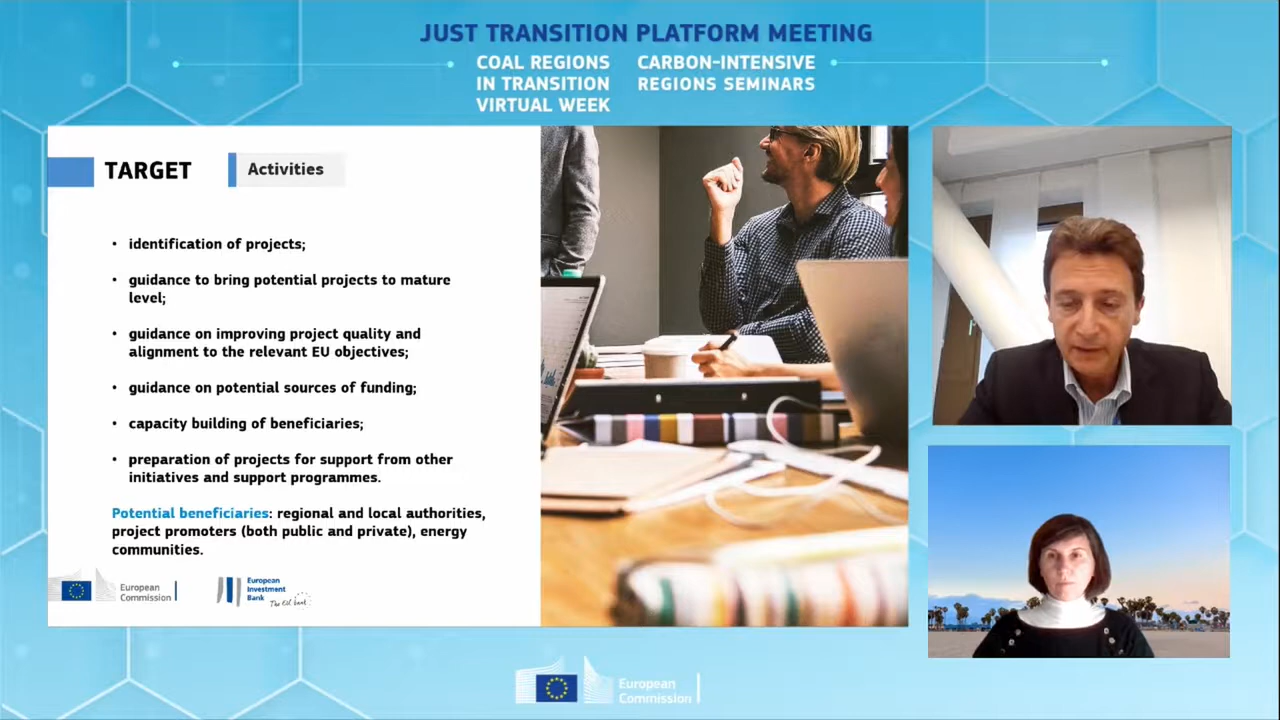 JUST TRANSITION PLATFORM MEETING
COAL REGIONS
IN TRANSITION
VIRTUAL WEEK
CARBON-INTENSIVE
REGIONS SEMINARS
TARGET
Activities
• identification of projects;
• guidance to bring potential projects to mature
level;
• guidance on improving project quality and
alignment to the relevant EU objectives;
• guidance on potential sources of funding;
• capacity building of beneficiaries;
• preparation of projects for support from other
initiatives and support programmes.
Potential beneficiaries: regional and local authorities,
project promoters (both public and private), energy
communities.
European
Commission
European
Investment
Bank
The EU bank
European
Commission